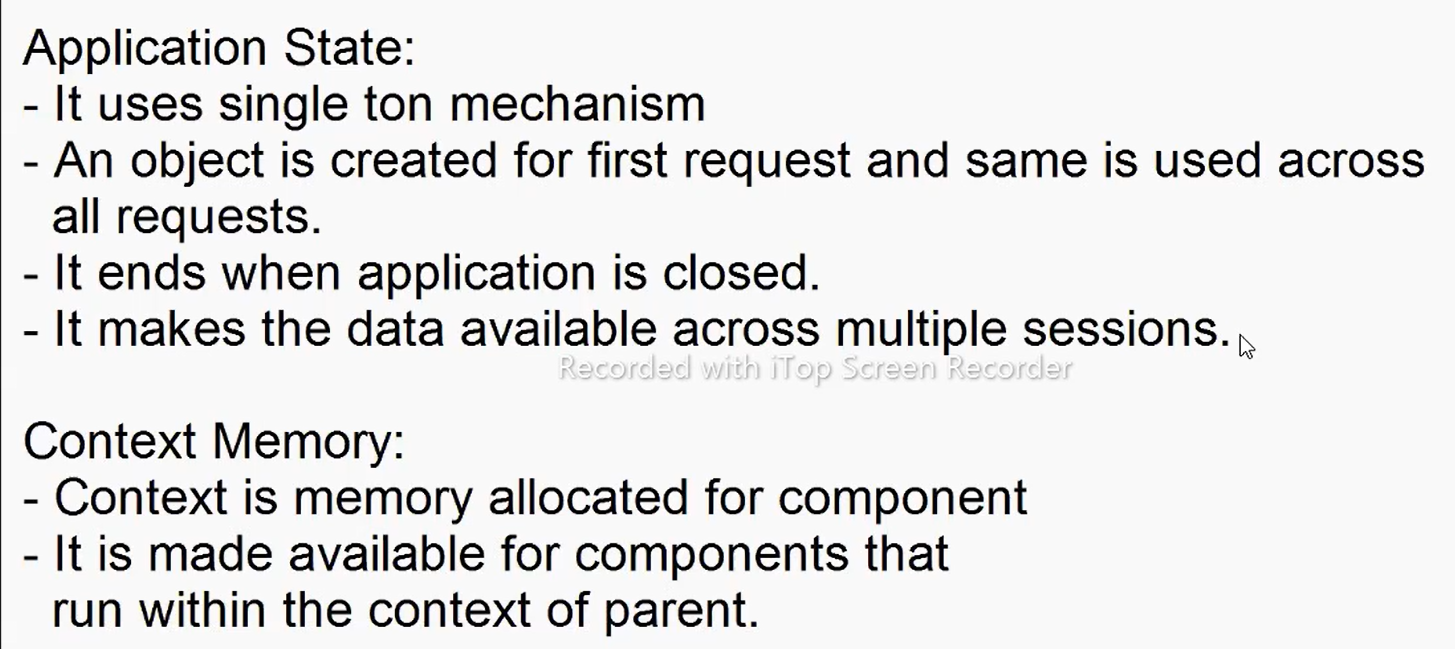 Application State:
- It uses single ton mechanism
- An object is created for first request and same is used across
all requests.
- It ends when application is closed.
- It makes the data available across multiple sessions.
Recorded with iTop Screen Recorder
Context Memory:
- Context is memory allocated for component
- It is made available for components that
run within the context of parent.